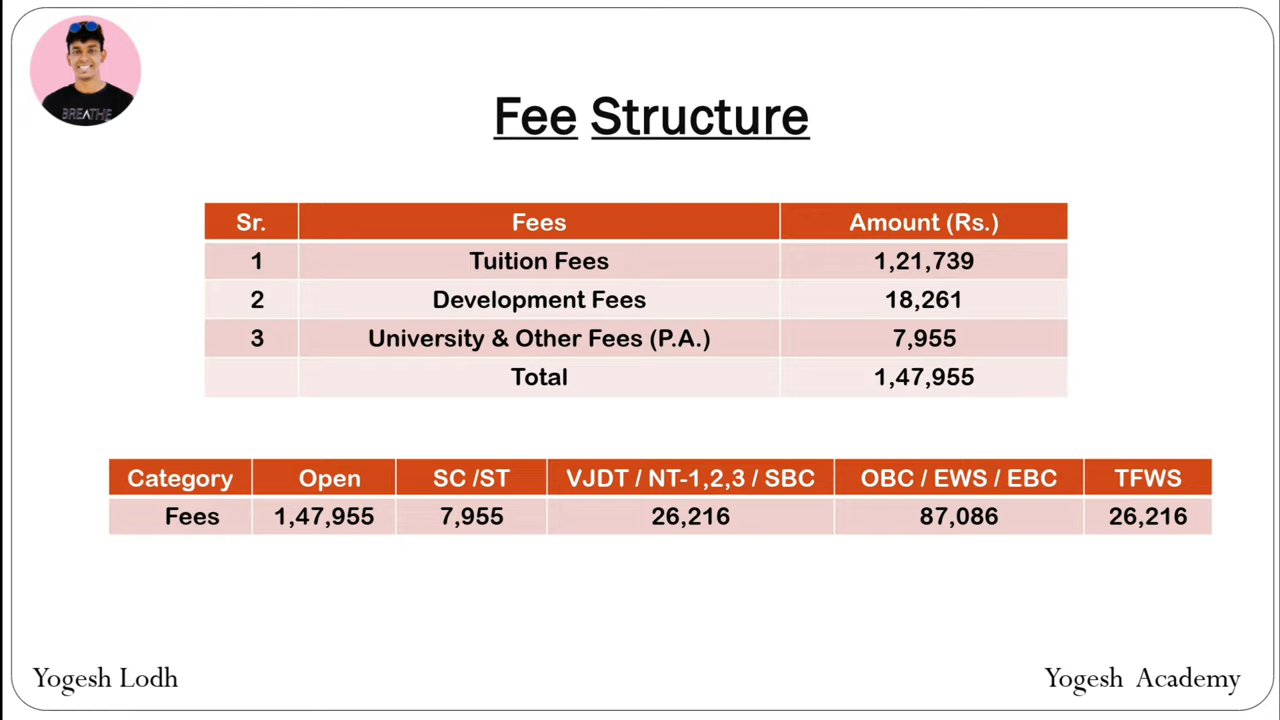 BREATHE
Fee Structure
Sr. Fees Amount (Rs.)
1 Tuition Fees 1,21,739
2 Development Fees 18,261
3 University & Other Fees (P.A.) 7,955
Total 1,47,955
Category Open SC /ST VJDT / NT-1,2,3 / SBC OBC / EWS / EBC TFWS
Fees 1,47,955 7,955 26,216 87,086 26,216
Yogesh Lodh Yogesh Academy